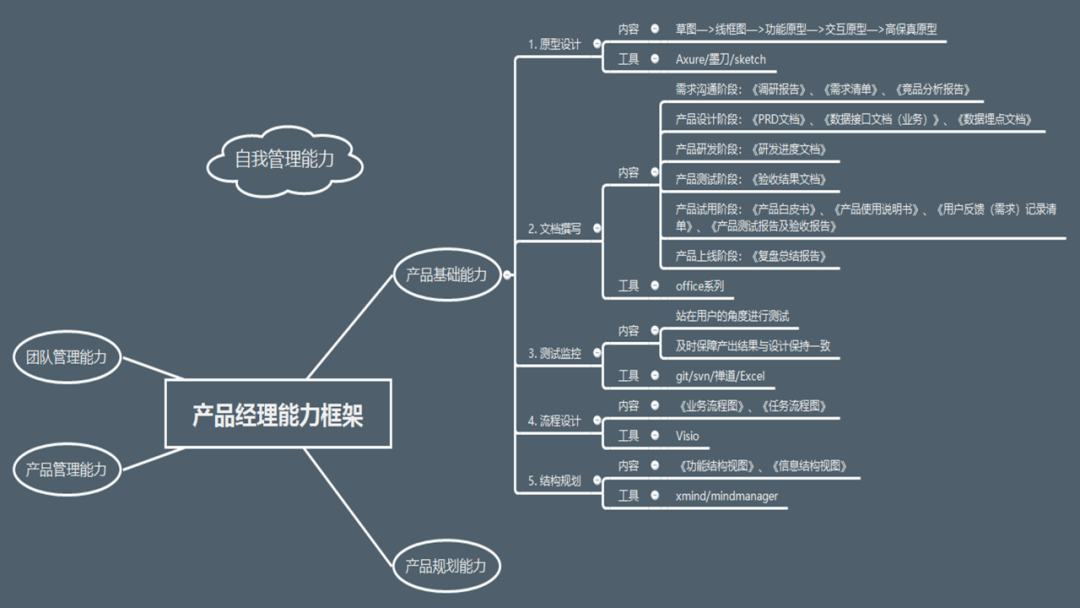 自我管理能力
团队管理能力
产品管理能力
产品经理能力框架
产品基础能力
产品规划能力
1. 原型设计
内容
草图—>线框图—>功能原型—>交互原型—>高保真原型
工具
Axure/墨刀/sketch
2. 文档撰写
内容
需求沟通阶段：《调研报告》、《需求清单》、《竞品分析报告》
产品设计阶段：《PRD文档》、《数据接口文档（业务）》、《数据埋点文档》
产品研发阶段：《研发进度文档》
产品测试阶段：《验收结果文档》
产品试用阶段：《产品白皮书》、《产品使用说明书》、《用户反馈（需求）记录清
单》、《产品测试报告及验收报告》
产品上线阶段：《复盘总结报告》
工具
office系列
3. 测试监控
内容
站在用户的角度进行测试
及时保障产出结果与设计保持一致
工具
git/svn/禅道/Excel
4. 流程设计
内容
《业务流程图》、《任务流程图》
工具
Visio
5. 结构规划
内容
《功能结构视图》、《信息结构视图》
工具
xmind/mindmanager